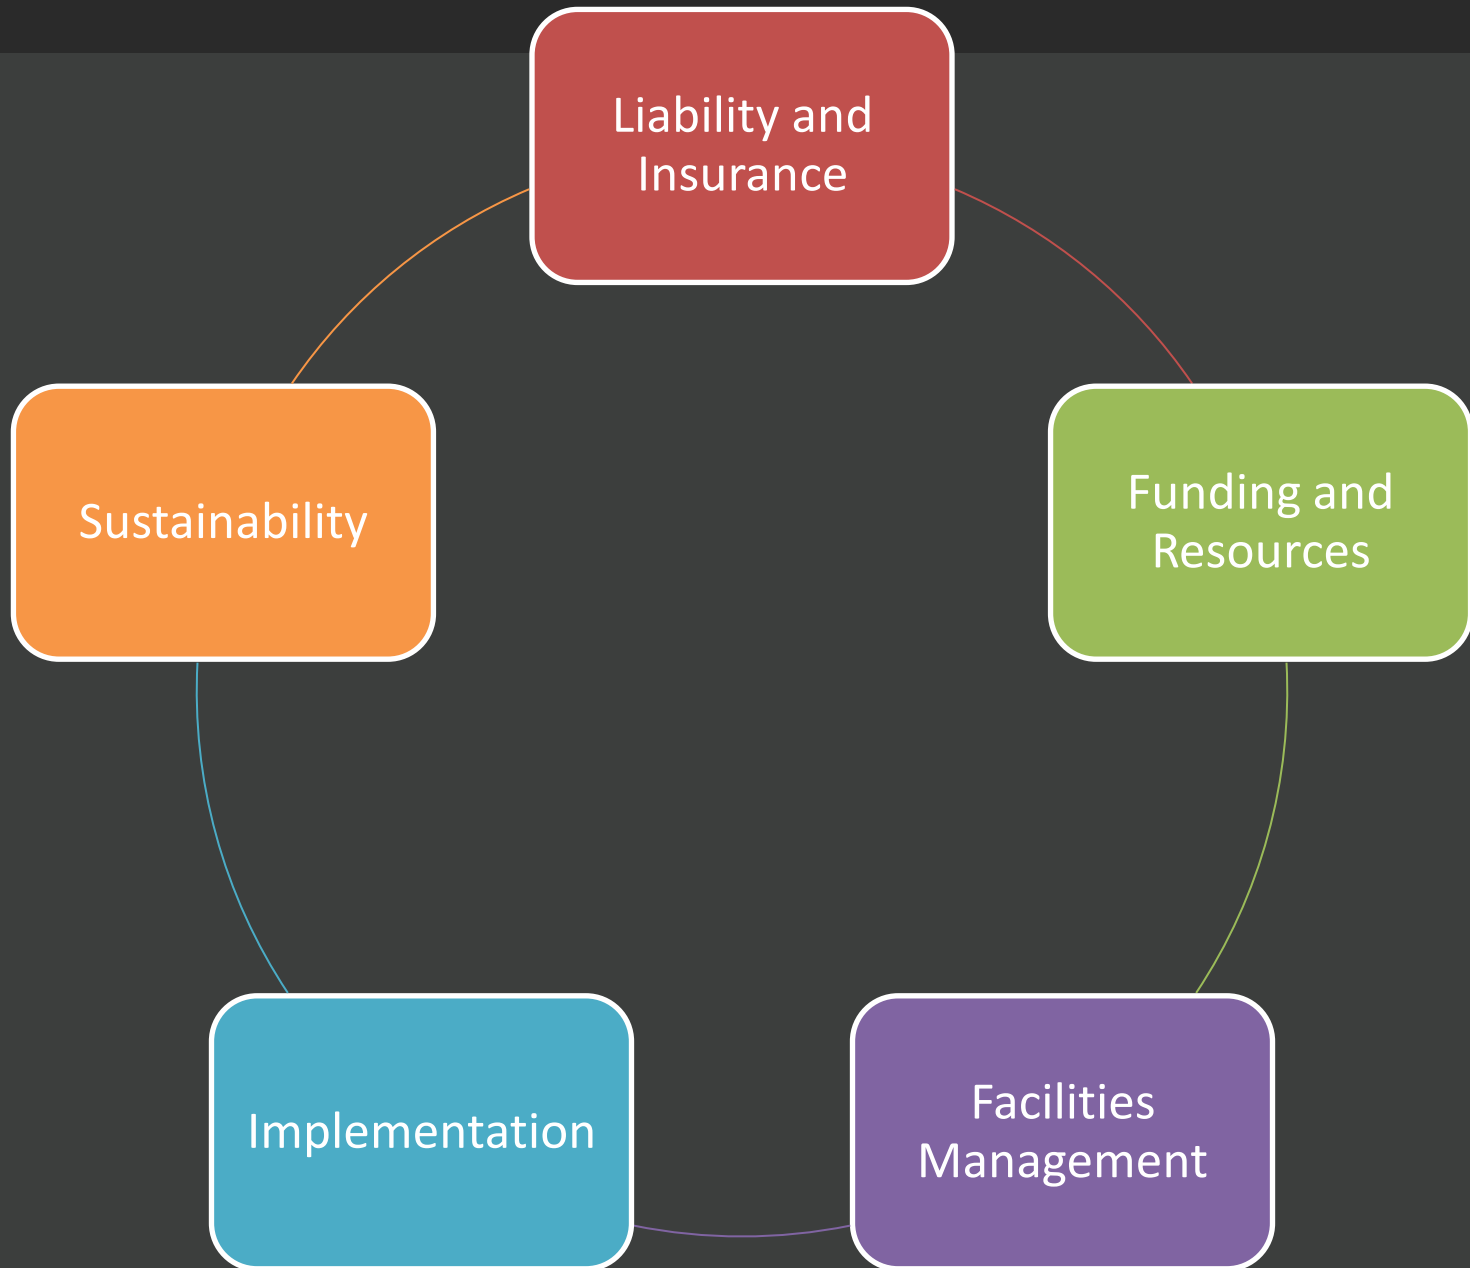 Liability and
Insurance
Funding and
Resources
Facilities
Management
Implementation
Sustainability